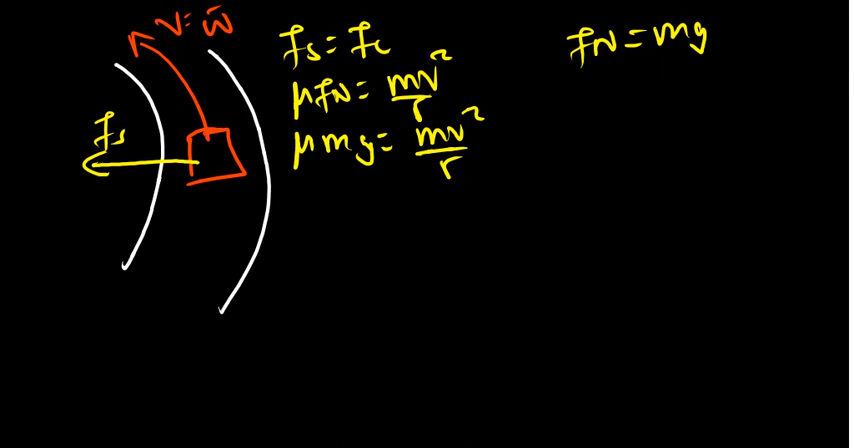 fs = fc
fN = mg
μfN = mv²/r
μmg = mv²/r
fs